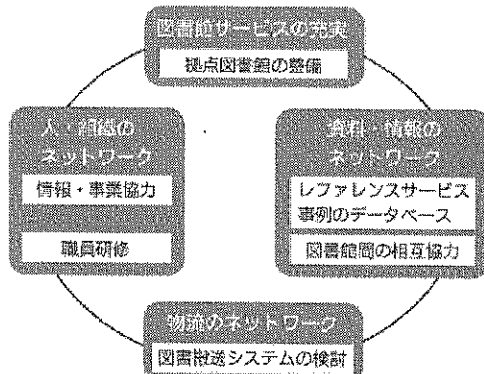 図書館サービスの充実
拠点図書館の整備
人・組織の
ネットワーク
情報・事業協力
職員研修
資料・情報の
ネットワーク
レファレンスサービス
事例のデータベース
図書館間の相互協力
物流のネットワーク
図書搬送システムの検討